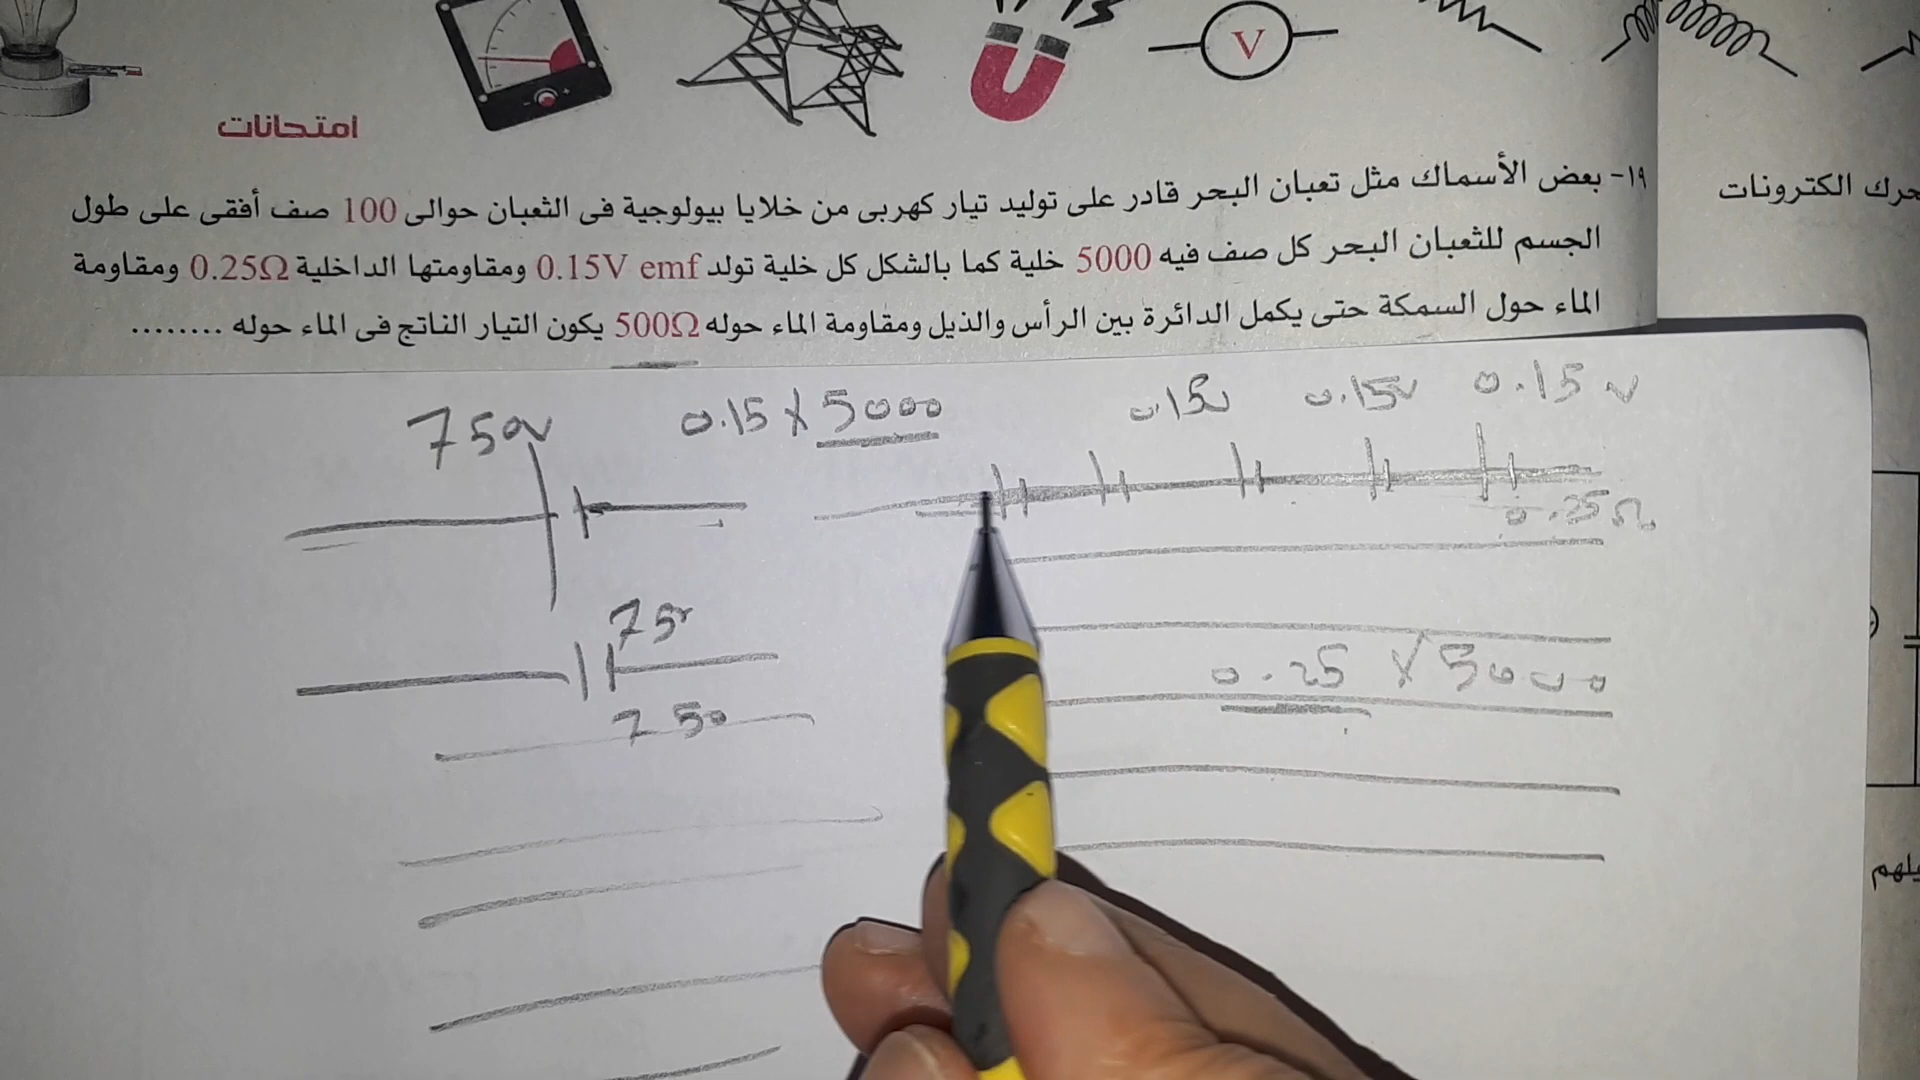 V
امتحانات
١٩- بعض الأسماك مثل تعبان البحر قادر على توليد تيار كهربى من خلايا بيولوجية فى الثعبان حوالى 100 صف أفقى على طول
الجسم للثعبان البحر كل صف فيه 5000 خلية كما بالشكل كل خلية تولد 0.15V emf ومقاومتها الداخلية 0.25Ω ومقاومة
الماء حول السمكة حتى يكمل الدائرة بين الرأس والذيل ومقاومة الماء حوله 500Ω يكون التيار الناتج فى الماء حوله ........
حرك الكترونات
750v 0.15 X 5000 0.15v 0.15v 0.15 v
0.25Ω
750
0.25 X 5000
750
يلهم